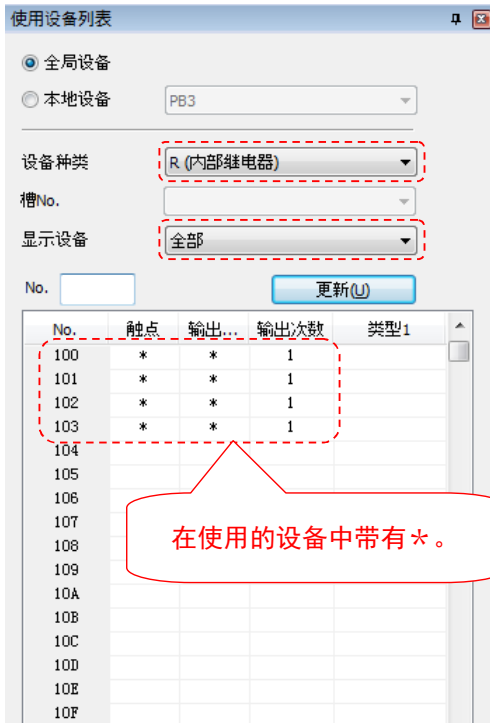 使用设备列表
全局设备
本地设备 PB3
设备种类 R (内部继电器)
槽No.
显示设备 全部
No. 更新(U)
No. 触点 输出... 输出次数 类型1
100 * * 1
101 * * 1
102 * * 1
103 * * 1
104
105
106
107
108
109
10A
10B
10C
10D
10E
10F
在使用的设备中带有*。